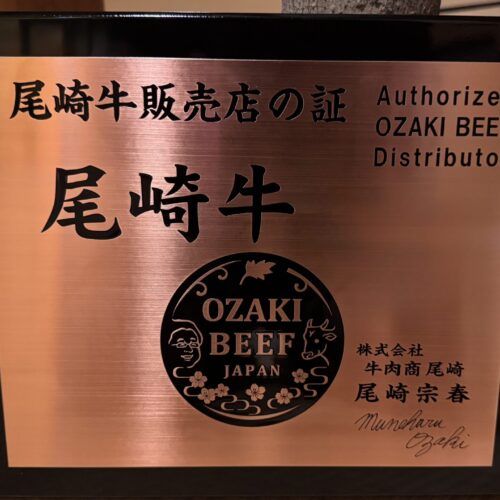 尾崎牛販売店の証
Authorize
OZAKI BEE
Distributo
尾崎牛
OZAKI
BEEF
JAPAN
株式会社
牛肉商 尾崎
尾崎宗春
Muneharu
Ozaki